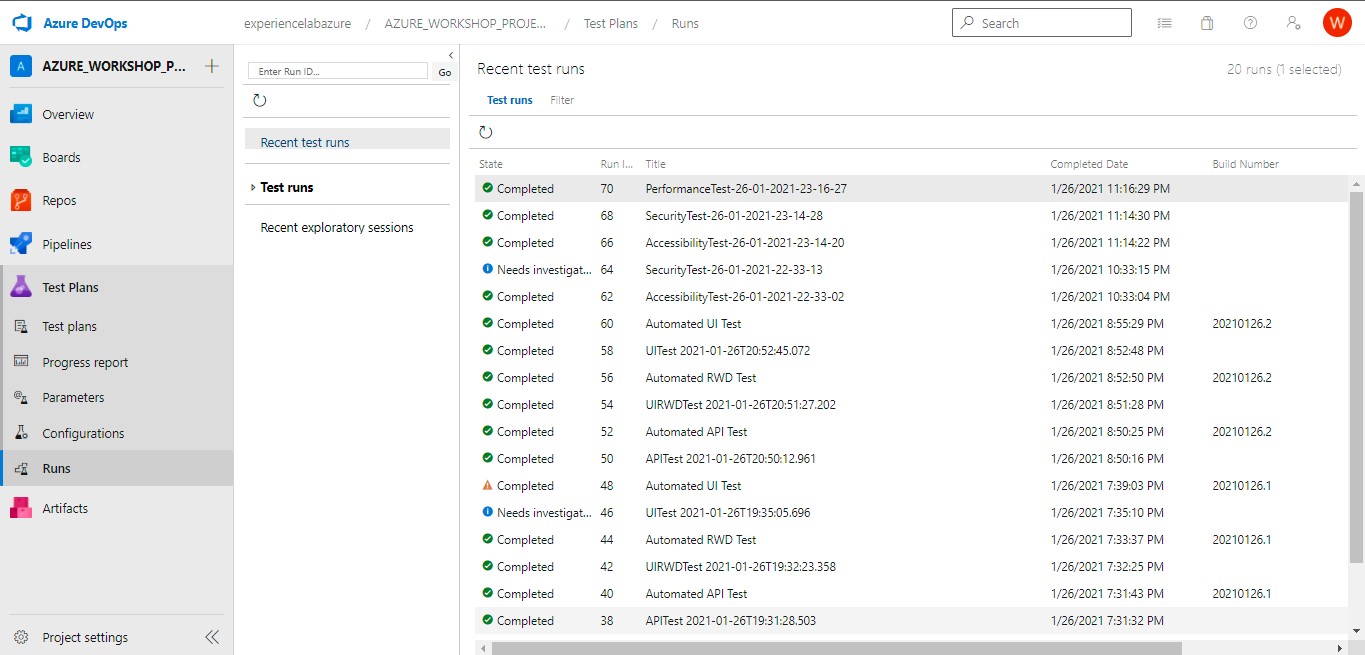 Azure DevOps
experiencelabazure / AZURE_WORKSHOP_PROJE... / Test Plans / Runs
Search
W
A AZURE_WORKSHOP_P...
Overview
Boards
Repos
Pipelines
Test Plans
Test plans
Progress report
Parameters
Configurations
Runs
Artifacts
Project settings
Enter Run ID...
Go
Recent test runs
Test runs
Recent exploratory sessions
Recent test runs
20 runs (1 selected)
Test runs Filter
State Run I... Title Completed Date Build Number
Completed 70 PerformanceTest-26-01-2021-23-16-27 1/26/2021 11:16:29 PM
Completed 68 SecurityTest-26-01-2021-23-14-28 1/26/2021 11:14:30 PM
Completed 66 AccessibilityTest-26-01-2021-23-14-20 1/26/2021 11:14:22 PM
Needs investigat... 64 SecurityTest-26-01-2021-22-33-13 1/26/2021 10:33:15 PM
Completed 62 AccessibilityTest-26-01-2021-22-33-02 1/26/2021 10:33:04 PM
Completed 60 Automated UI Test 1/26/2021 8:55:29 PM 20210126.2
Completed 58 UITest 2021-01-26T20:52:45.072 1/26/2021 8:52:48 PM
Completed 56 Automated RWD Test 1/26/2021 8:52:50 PM 20210126.2
Completed 54 UIRWDTest 2021-01-26T20:51:27.202 1/26/2021 8:51:28 PM
Completed 52 Automated API Test 1/26/2021 8:50:25 PM 20210126.2
Completed 50 APITest 2021-01-26T20:50:12.961 1/26/2021 8:50:16 PM
Completed 48 Automated UI Test 1/26/2021 7:39:03 PM 20210126.1
Needs investigat... 46 UITest 2021-01-26T19:35:05.696 1/26/2021 7:35:10 PM
Completed 44 Automated RWD Test 1/26/2021 7:33:37 PM 20210126.1
Completed 42 UIRWDTest 2021-01-26T19:32:23.358 1/26/2021 7:32:25 PM
Completed 40 Automated API Test 1/26/2021 7:31:43 PM 20210126.1
Completed 38 APITest 2021-01-26T19:31:28.503 1/26/2021 7:31:32 PM